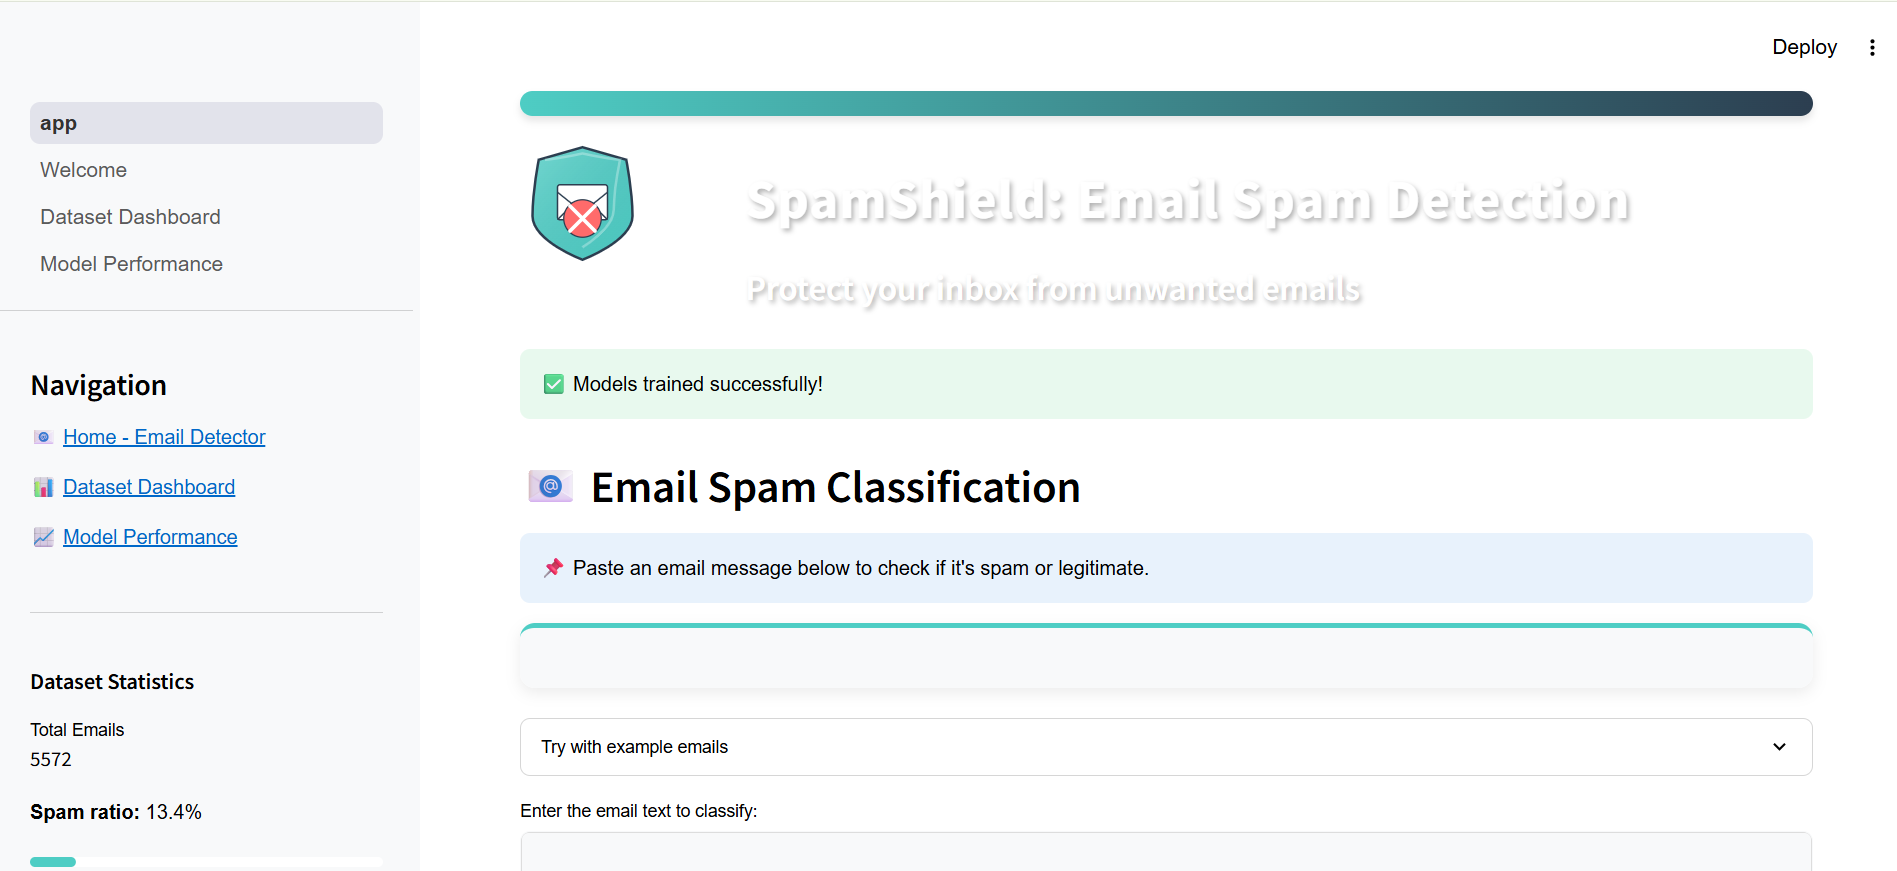 Deploy
app
Welcome
Dataset Dashboard
Model Performance
Navigation
Home - Email Detector
Dataset Dashboard
Model Performance
Dataset Statistics
Total Emails
5572
Spam ratio: 13.4%
SpamShield: Email Spam Detection
Protect your inbox from unwanted emails
Models trained successfully!
Email Spam Classification
Paste an email message below to check if it's spam or legitimate.
Try with example emails
Enter the email text to classify: